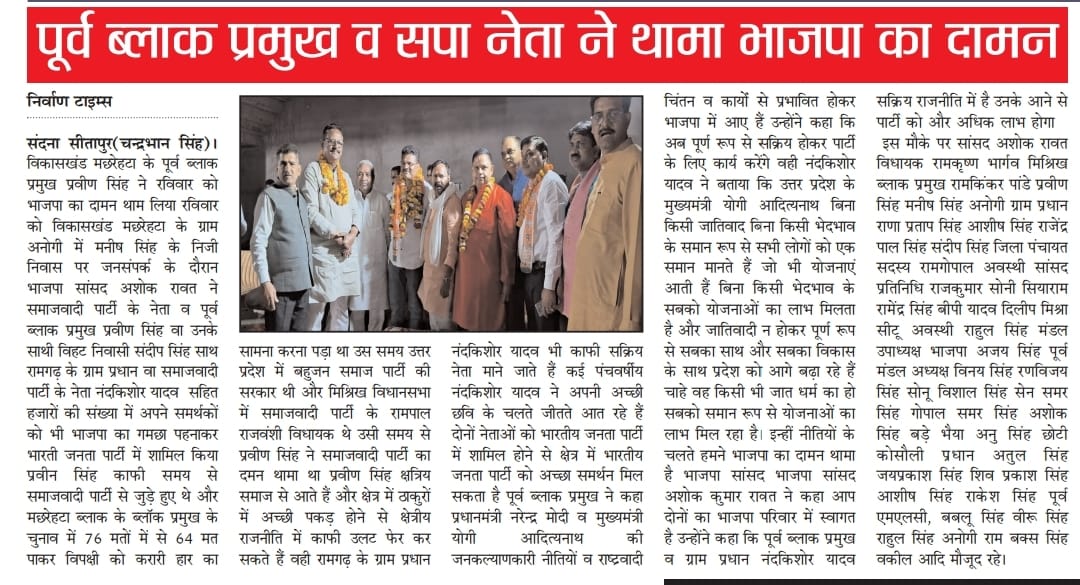 पूर्व ब्लाक प्रमुख व सपा नेता ने थामा भाजपा का दामन
निर्वाण टाइम्स
संदना सीतापुर(चन्द्रभान सिंह)।
विकासखंड मछरेहटा के पूर्व ब्लाक
प्रमुख प्रवीण सिंह ने रविवार को
भाजपा का दामन थाम लिया रविवार
को विकासखंड मछरेहटा के ग्राम
अनोगी में मनीष सिंह के निजी
निवास पर जनसंपर्क के दौरान
भाजपा सांसद अशोक रावत ने
समाजवादी पार्टी के नेता व पूर्व
ब्लाक प्रमुख प्रवीण सिंह वा उनके
साथी विहट निवासी संदीप सिंह साथ
रामगढ़ के ग्राम प्रधान वा समाजवादी
पार्टी के नेता नंदकिशोर यादव सहित
हजारों की संख्या में अपने समर्थकों
को भी भाजपा का गमछा पहनाकर
भारती जनता पार्टी में शामिल किया
प्रवीन सिंह काफी समय से
समाजवादी पार्टी से जुड़े हुए थे और
मछरेहटा ब्लाक के ब्लॉक प्रमुख के
चुनाव में 76 मतों में से 64 मत
पाकर विपक्षी को करारी हार का
सामना करना पड़ा था उस समय उत्तर
प्रदेश में बहुजन समाज पार्टी की
सरकार थी और मिश्रिख विधानसभा
में समाजवादी पार्टी के रामपाल
राजवंशी विधायक थे उसी समय से
प्रवीण सिंह ने समाजवादी पार्टी का
दमन थामा था प्रवीण सिंह क्षत्रिय
समाज से आते हैं और क्षेत्र में ठाकुरों
में अच्छी पकड़ होने से क्षेत्रीय
राजनीति में काफी उलट फेर कर
सकते हैं वही रामगढ़ के ग्राम प्रधान
नंदकिशोर यादव भी काफी सक्रिय
नेता माने जाते हैं कई पंचवर्षीय
नंदकिशोर यादव ने अपनी अच्छी
छवि के चलते जीतते आत रहे हैं
दोनों नेताओं को भारतीय जनता पार्टी
में शामिल होने से क्षेत्र में भारतीय
जनता पार्टी को अच्छा समर्थन मिल
सकता है पूर्व ब्लाक प्रमुख ने कहा
प्रधानमंत्री नरेन्द्र मोदी व मुख्यमंत्री
योगी आदित्यनाथ की
जनकल्याणकारी नीतियों व राष्टवादी
चिंतन व कार्यों से प्रभावित होकर
भाजपा में आए हैं उन्होंने कहा कि
अब पूर्ण रूप से सक्रिय होकर पार्टी
के लिए कार्य करेंगे वही नंदकिशोर
यादव ने बताया कि उत्तर प्रदेश के
मुख्यमंत्री योगी आदित्यनाथ बिना
किसी जातिवाद बिना किसी भेदभाव
के समान रूप से सभी लोगों को एक
समान मानते हैं जो भी योजनाएं
आती हैं बिना किसी भेदभाव के
सबको योजनाओं का लाभ मिलता
है और जातिवादी न होकर पूर्ण रूप
से सबका साथ और सबका विकास
के साथ प्रदेश को आगे बढ़ा रहे हैं
चाहे वह किसी भी जात धर्म का हो
सबको समान रूप से योजनाओं का
लाभ मिल रहा है। इन्हीं नीतियों के
चलते हमने भाजपा का दामन थामा
है भाजपा सांसद भाजपा सांसद
अशोक कुमार रावत ने कहा आप
दोनों का भाजपा परिवार में स्वागत
है उन्होंने कहा कि पूर्व ब्लाक प्रमुख
व ग्राम प्रधान नंदकिशोर यादव
सक्रिय राजनीति में है उनके आने से
पार्टी को और अधिक लाभ होगा
इस मौके पर सांसद अशोक रावत
विधायक रामकृष्ण भार्गव मिश्रिख
ब्लाक प्रमुख रामकिंकर पांडे प्रवीण
सिंह मनीष सिंह अनोगी ग्राम प्रधान
राणा प्रताप सिंह आशीष सिंह राजेंद्र
पाल सिंह संदीप सिंह जिला पंचायत
सदस्य रामगोपाल अवस्थी सांसद
प्रतिनिधि राजकुमार सोनी सियाराम
रामेंद्र सिंह बीपी यादव दिलीप मिश्रा
सीटू अवस्थी राहुल सिंह मंडल
उपाध्यक्ष भाजपा अजय सिंह पूर्व
मंडल अध्यक्ष विनय सिंह रणविजय
सिंह सोनू विशाल सिंह सेन समर
सिंह गोपाल समर सिंह अशोक
सिंह बड़े भैया अनु सिंह छोटी
कोसौली प्रधान अतुल सिंह
जयप्रकाश सिंह शिव प्रकाश सिंह
आशीष सिंह राकेश सिंह पूर्व
एमएलसी, बबलू सिंह वीरू सिंह
राहुल सिंह अनोगी राम बक्स सिंह
वकील आदि मौजूद रहे।